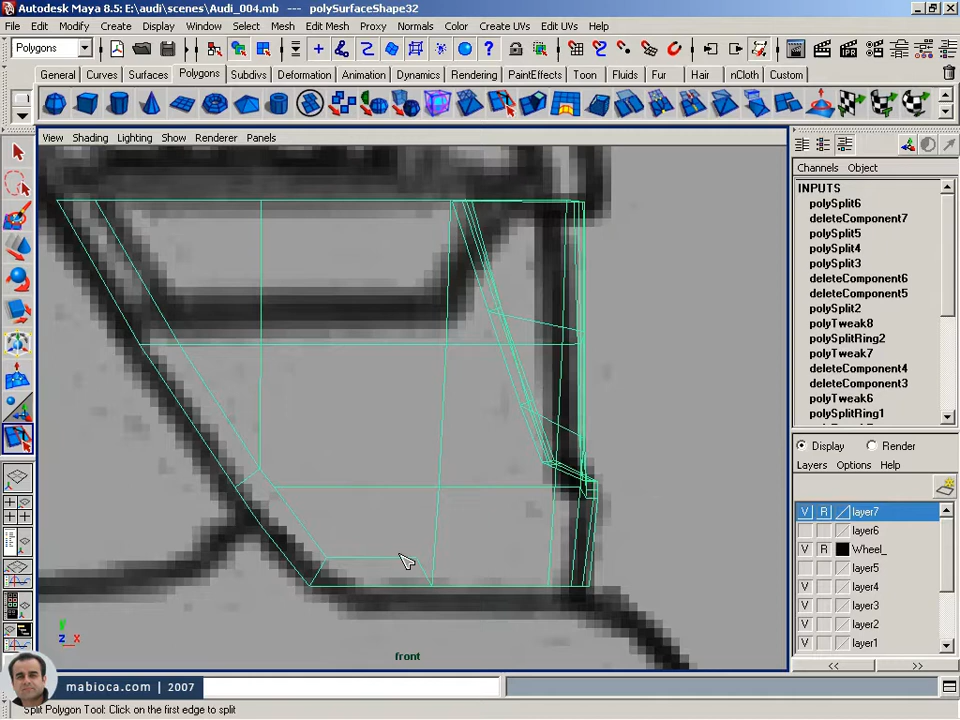 Autodesk Maya 8.5: E:\audi\scenes\Audi_004.mb --- polySurfaceShape32
File Edit Modify Create Display Window Select Mesh Edit Mesh Proxy Normals Color Create UVs Edit UVs Help
Polygons
General Curves Surfaces Polygons Subdivs Deformation Animation Dynamics Rendering PaintEffects Toon Fluids Fur Hair nCloth Custom
View Shading Lighting Show Renderer Panels
Channels Object
INPUTS
polySplit6
deleteComponent7
polySplit5
polySplit4
polySplit3
deleteComponent6
deleteComponent5
polySplit2
polyTweak8
polySplitRing2
polyTweak7
deleteComponent4
deleteComponent3
polyTweak6
polySplitRing1
Display Render
Layers Options Help
V R layer7
layer6
V R Wheel_
layer5
V layer4
V layer3
V layer2
V layer1
<< >>
y
z x
front
mabioca.com | 2007
Split Polygon Tool: Click on the first edge to split